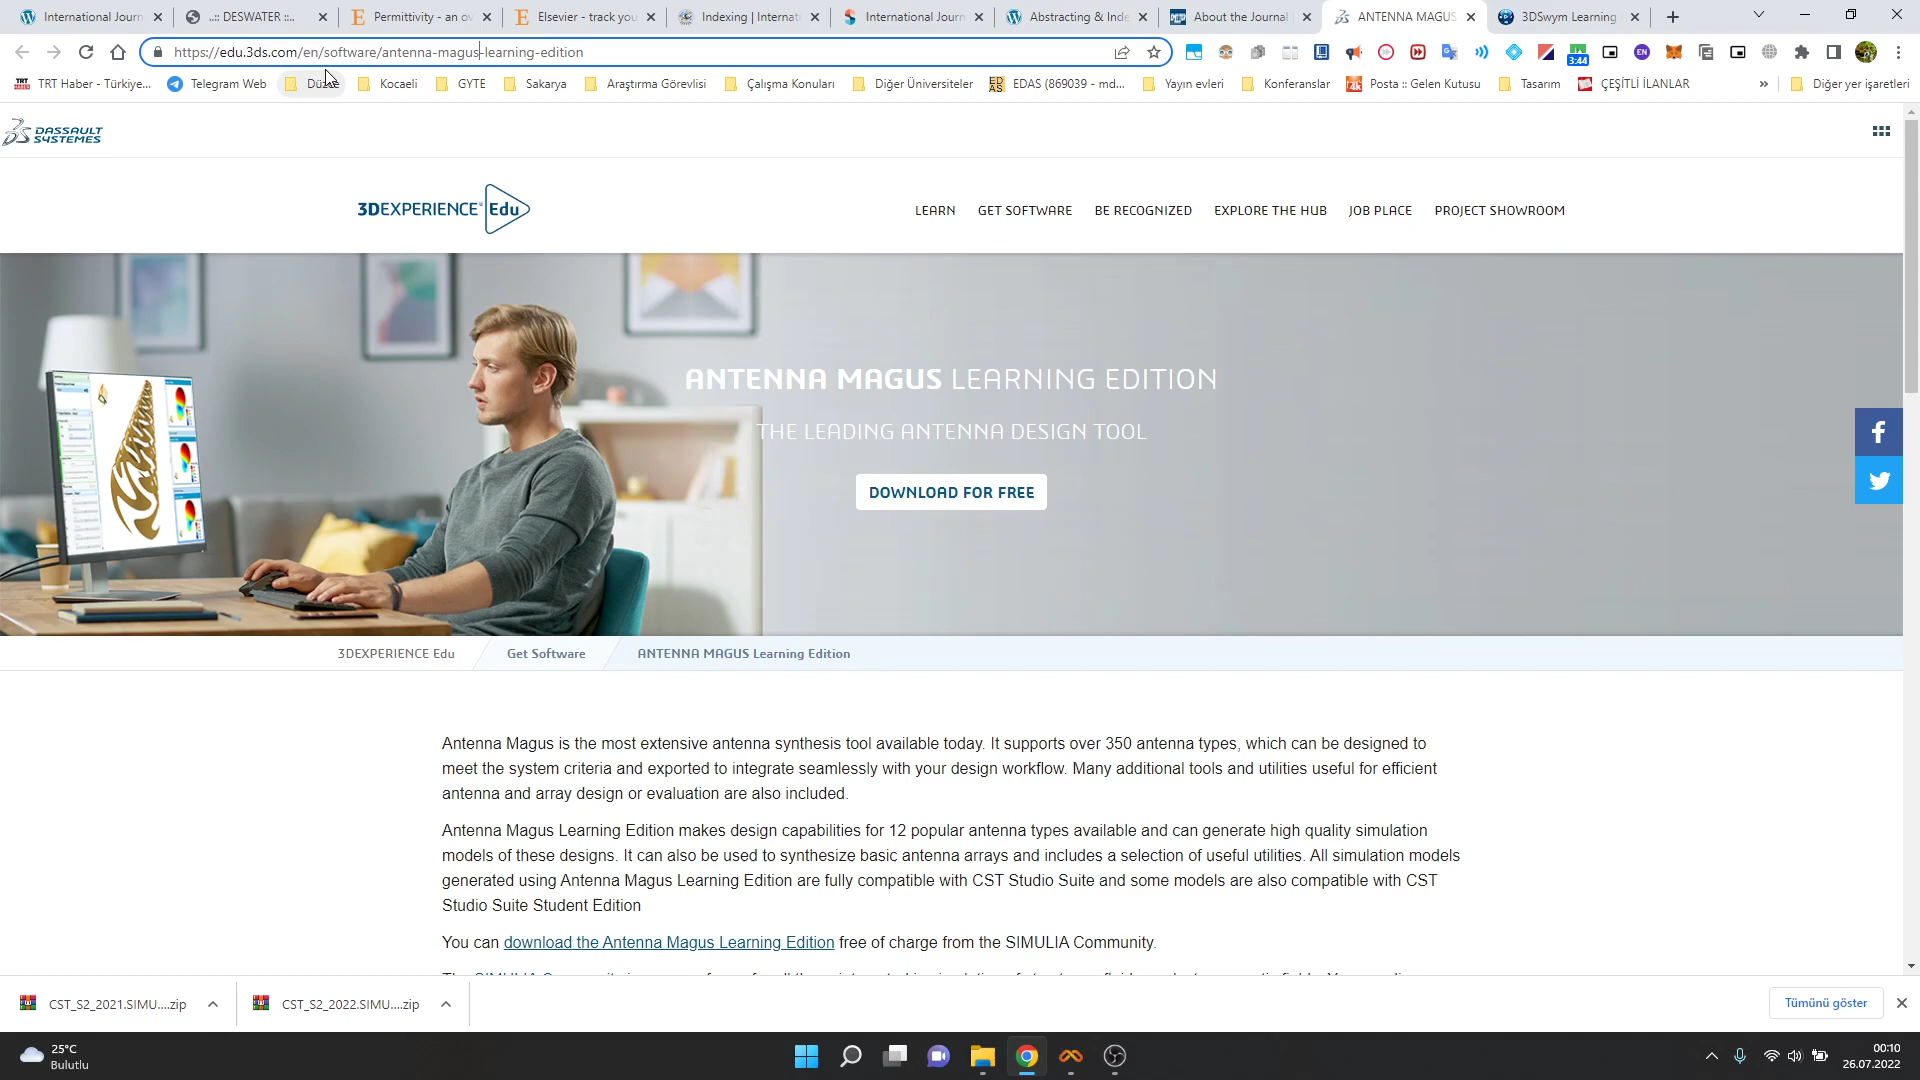 International Journ
..:: DESWATER ::..
Permittivity - an ov
Elsevier - track you
Indexing | Internat
International Journ
Abstracting & Inde
About the Journal
ANTENNA MAGUS
3DSwym Learning
https://edu.3ds.com/en/software/antenna-magus-learning-edition
3:44
EN
TRT Haber - Türkiye...
Telegram Web
Düzce
Kocaeli
GYTE
Sakarya
Araştırma Görevlisi
Çalışma Konuları
Diğer Üniversiteler
EDAS (869039 - md...
Yayın evleri
Konferanslar
Posta :: Gelen Kutusu
Tasarım
ÇEŞİTLİ İLANLAR
»
Diğer yer işaretleri
DASSAULT
SYSTEMES
3DEXPERIENCE Edu
LEARN
GET SOFTWARE
BE RECOGNIZED
EXPLORE THE HUB
JOB PLACE
PROJECT SHOWROOM
ANTENNA MAGUS LEARNING EDITION
THE LEADING ANTENNA DESIGN TOOL
DOWNLOAD FOR FREE
3DEXPERIENCE Edu
Get Software
ANTENNA MAGUS Learning Edition
Antenna Magus is the most extensive antenna synthesis tool available today. It supports over 350 antenna types, which can be designed to
meet the system criteria and exported to integrate seamlessly with your design workflow. Many additional tools and utilities useful for efficient
antenna and array design or evaluation are also included.
Antenna Magus Learning Edition makes design capabilities for 12 popular antenna types available and can generate high quality simulation
models of these designs. It can also be used to synthesize basic antenna arrays and includes a selection of useful utilities. All simulation models
generated using Antenna Magus Learning Edition are fully compatible with CST Studio Suite and some models are also compatible with CST
Studio Suite Student Edition
You can download the Antenna Magus Learning Edition free of charge from the SIMULIA Community.
CST_S2_2021.SIMU....zip
CST_S2_2022.SIMU....zip
Tümünü göster
25°C
Bulutlu
00:10
26.07.2022